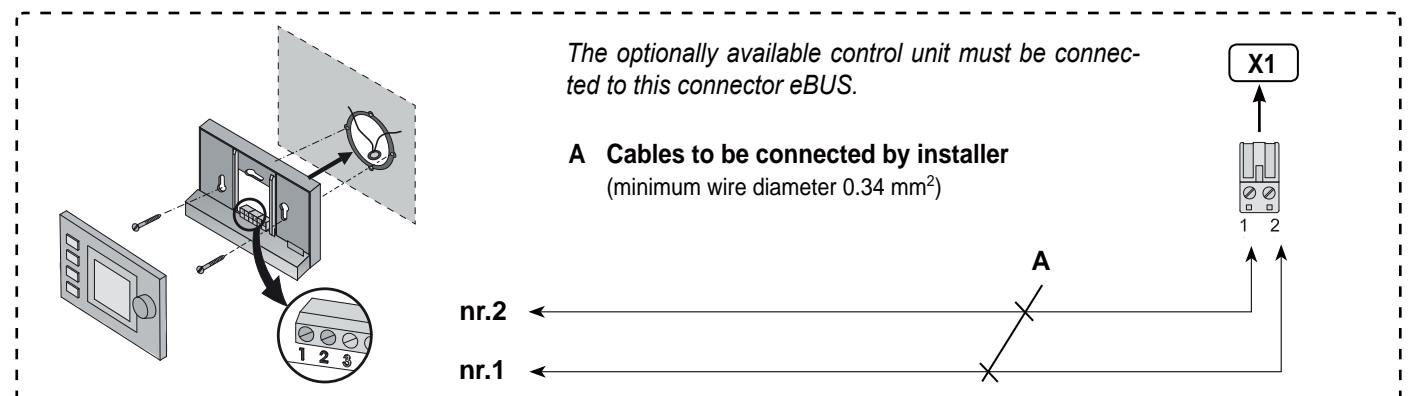 The optionally available control unit must be connec-
ted to this connector eBUS.
X1
A Cables to be connected by installer
(minimum wire diameter 0.34 mm²)
1 2
A
nr.2
1 2 3
nr.1